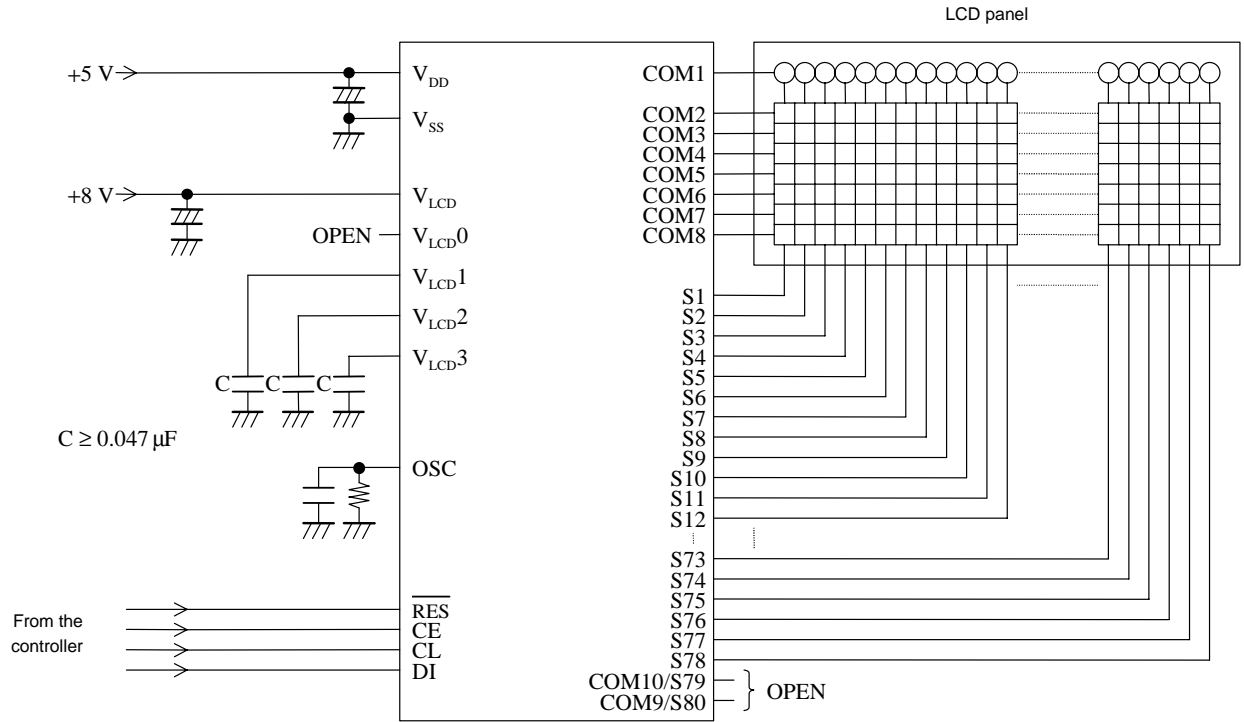 LCD panel
+5 V
VDD
VSS
+8 V
VLCD
OPEN
VLCD0
VLCD1
VLCD2
VLCD3
C
C
C
C ≥ 0.047 µF
OSC
From the
controller
RES
CE
CL
DI
COM1
COM2
COM3
COM4
COM5
COM6
COM7
COM8
S1
S2
S3
S4
S5
S6
S7
S8
S9
S10
S11
S12
S73
S74
S75
S76
S77
S78
COM10/S79
COM9/S80
OPEN